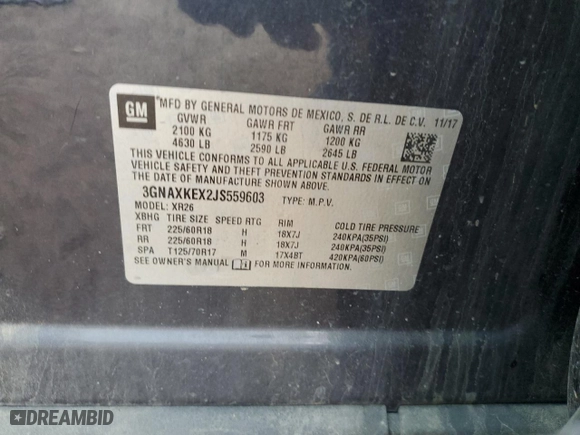 GM
MFD BY GENERAL MOTORS DE MEXICO, S. DE R.L. DE C.V. 11/17
GVWR GAWR FRT GAWR RR
2100 KG 1175 KG 1200 KG
4630 LB 2590 LB 2645 LB
THIS VEHICLE CONFORMS TO ALL APPLICABLE U.S. FEDERAL MOTOR
VEHICLE SAFETY AND THEFT PREVENTION STANDARDS IN EFFECT ON
THE DATE OF MANUFACTURE SHOWN ABOVE.
3GNAXKEX2JS559603 TYPE: M.P.V.
MODEL: XR26
XBHG TIRE SIZE SPEED RTG RIM COLD TIRE PRESSURE
FRT 225/60R18 H 18X7J 240KPA(35PSI)
RR 225/60R18 H 18X7J 240KPA(35PSI)
SPA T125/70R17 M 17X4BT 420KPA(60PSI)
SEE OWNER'S MANUAL FOR MORE INFORMATION.
DREAMBID